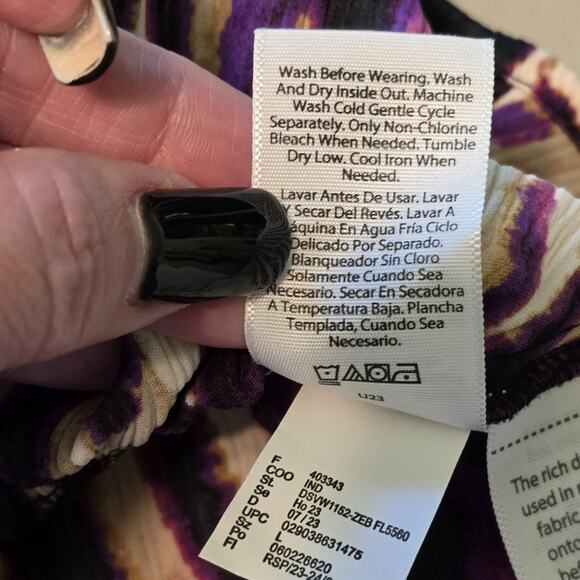 Wash Before Wearing. Wash
And Dry Inside Out. Machine
Wash Cold Gentle Cycle
Separately. Only Non-Chlorine
Bleach When Needed. Tumble
Dry Low. Cool Iron When
Needed.
Lavar Antes De Usar. Lavar
Y Secar Del Revés. Lavar A
áquina En Agua Fría Ciclo
Delicado Por Separado.
Blanqueador Sin Cloro
Solamente Cuando Sea
Necesario. Secar En Secadora
A Temperatura Baja. Plancha
Templada, Cuando Sea
Necesario.
U23
F 403343
COO IND
St. DSVW1152-ZEB FL5560
Se Ho 23
D 07 / 23
UPC 029038631475
Sz L
Po 060226620
Fl RSP/23-24/
The rich d
used in
fabric
onto
be